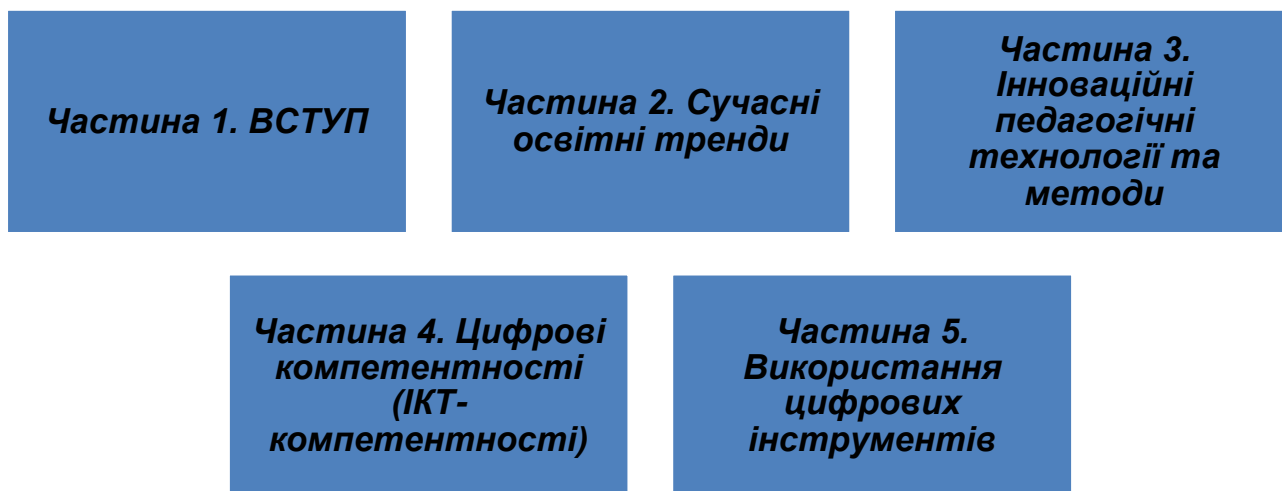 Частина 1. ВСТУП
Частина 2. Сучасні
освітні тренди
Частина 3.
Інноваційні
педагогічні
технології та
методи
Частина 4. Цифрові
компетентності
(ІКТ-
компетентності)
Частина 5.
Використання
цифрових
інструментів